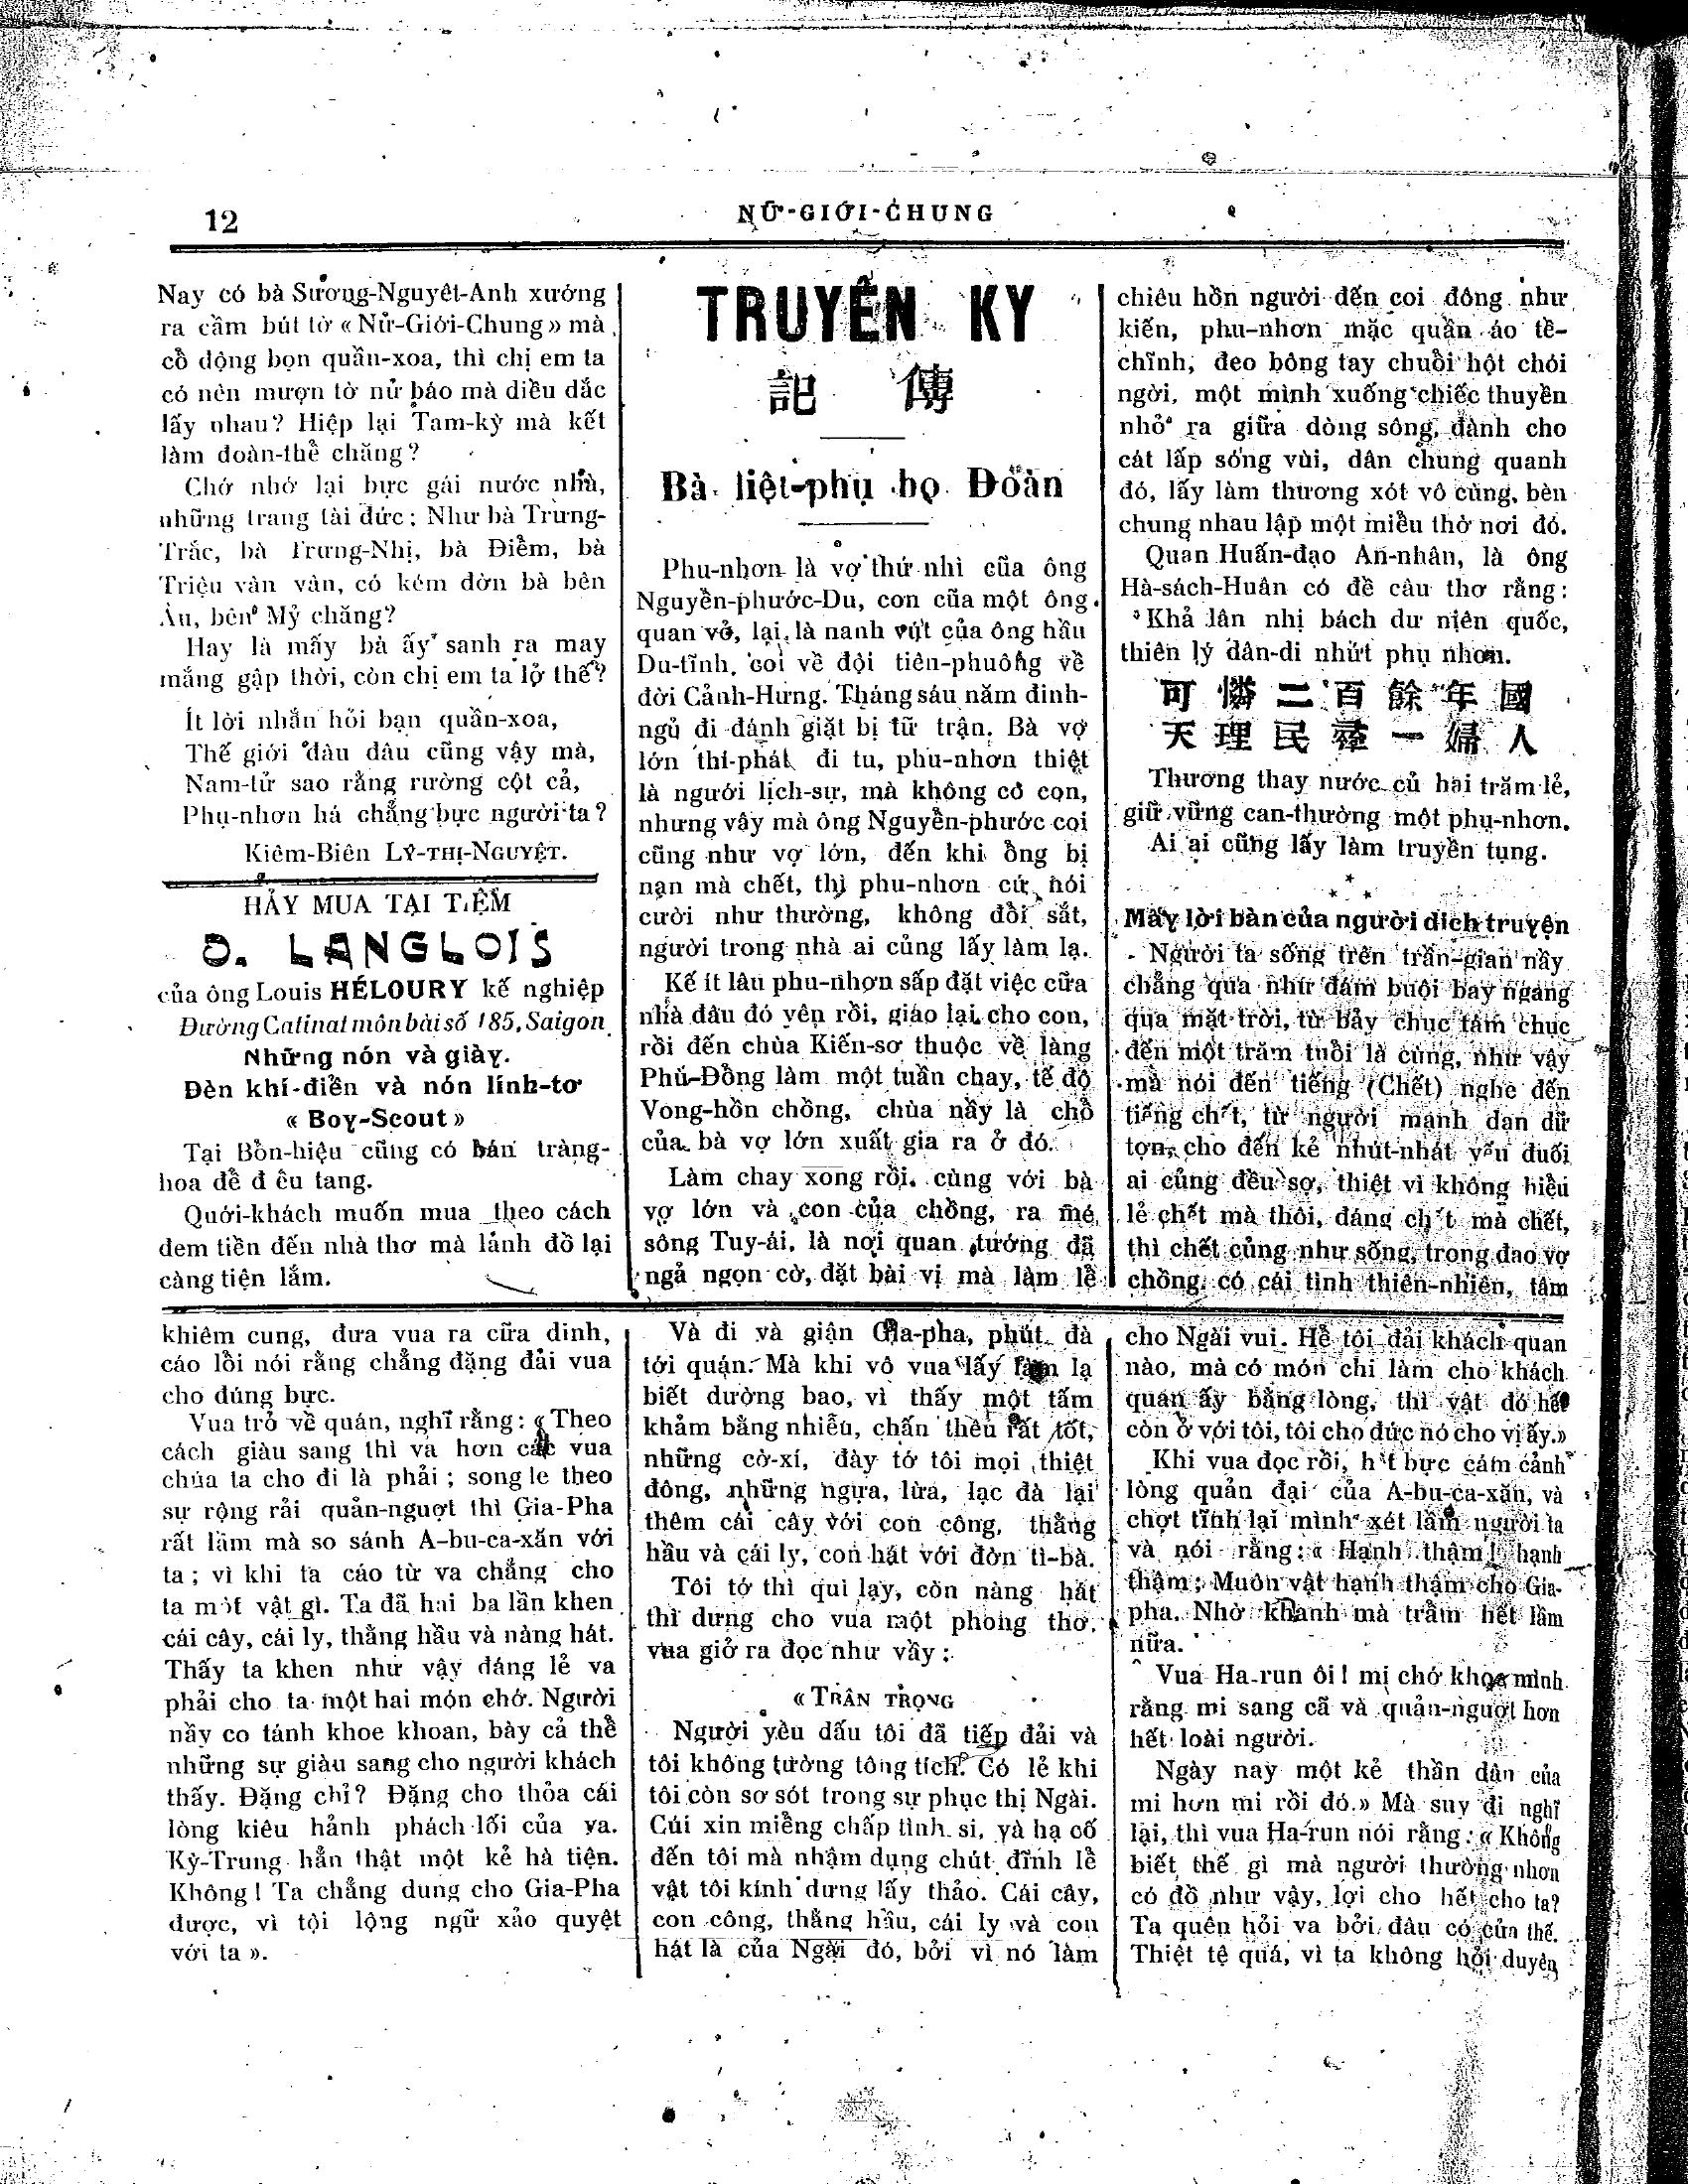 12
NỮ-GIỚI-CHUNG
Nay có bà Sương-Nguyêt-Anh xướng
ra cầm bút tờ « Nử-Giới-Chung » mà
cổ dộng bọn quần-xoa, thì chị em ta
có nên mượn tờ nử báo mà diều dắc
lấy nhau? Hiệp lại Tam-kỳ mà kết
làm đoàn-thể chăng?
Chớ nhớ lại bực gái nước nhà,
những trang tài đức: Như bà Trưng-
Trắc, bà Trưng-Nhị, bà Điểm, bà
Triệu vân vân, có kém đờn bà bên
Âu, bên Mỹ chăng?
Hay là mấy bà ấy sanh ra may
mắng gặp thời, còn chị em ta lở thế?
Ít lời nhắn hỏi bạn quần-xoa,
Thế giới đàu dâu cũng vậy mà,
Nam-tử sao rằng rường cột cả,
Phụ-nhơn há chẳng bực người ta?
Kiêm-Biên LÝ-THỊ-NGUYỆT.
HÃY MUA TẠI TIỆM
D. LANGLOIS
của ông Louis HÉLOURY kế nghiệp
Đường Catinat môn bài số 185, Saigon
Những nón và giày.
Đèn khí-điển và nón lính-tơ
« Boy-Scout »
Tại Bổn-hiệu cũng có bán tràng-
hoa để đ ều tang.
Quới-khách muốn mua theo cách
đem tiền đến nhà thơ mà lảnh đồ lại
càng tiện lắm.
TRUYỆN KÝ
記 傳
Bà liệt-phụ họ Đoàn
Phu-nhơn là vợ thứ nhì cũa ông
Nguyễn-phước-Du, con cũa một ông
quan võ, lại là nanh vút của ông hầu
Du-tĩnh, coi về đội tiên-phuông về
đời Cảnh-Hưng. Tháng sáu năm đinh-
ngủ đi đánh giặt bị tữ trận. Bà vợ
lớn thí-phát đi tu, phu-nhơn thiệt
là người lịch-sự, mà không có con,
nhưng vậy mà ông Nguyễn-phước coi
cũng như vợ lớn, đến khi ổng bị
nạn mà chết, thì phu-nhơn cứ nói
cười như thường, không đổi sắt,
người trong nhà ai củng lấy làm lạ.
Kế ít lâu phu-nhơn sấp đặt việc cữa
nhà đâu đó yên rồi, giáo lại cho con,
rồi đến chùa Kiến-sơ thuộc về làng
Phù-Đồng làm một tuần chay, tế độ
Vong-hồn chồng, chùa nầy là chổ
của bà vợ lớn xuất gia ra ở đó.
Làm chay xong rồi, cùng với bà
vợ lớn và con của chồng, ra mé
sông Tuy-ái, là nơi quan tướng đã
ngả ngọn cờ, đặt bài vị mà làm lễ
chiêu hồn người đến coi đông như
kiến, phu-nhơn mặc quần áo tề-
chĩnh, đeo bông tay chuỗi hột chói
ngời, một mình xuống chiếc thuyền
nhỏ ra giữa dòng sông, đành cho
cát lấp sóng vùi, dân chung quanh
đó, lấy làm thương xót vô cùng, bèn
chung nhau lập một miễu thờ nơi đó.
Quan Huấn-đạo An-nhân, là ông
Hà-sách-Huân có đề câu thơ rằng:
Khả lân nhị bách dư niên quốc,
thiên lý dân-di nhứt phụ nhơn.
可 憐 二 百 餘 年 國
天 理 民 彝 一 婦 人
Thương thay nước củ hai trăm lẻ,
giữ vững can-thường một phụ-nhơn.
Ai ai cũng lấy làm truyền tụng.
Mấy lời bàn của người dich truyện
Người ta sống trên trần-gian nầy
chẳng qua như đám buội bay ngang
qua mặt trời, từ bảy chục tám chục
đến một trăm tuổi là cùng, như vậy
mà nói đến tiếng (Chết) nghe đến
tiếng chết, từ người mạnh dạn dữ
tợn, cho đến kẻ nhút-nhát yếu đuối
ai cũng đều sợ, thiệt vì không hiểu
lẻ chết mà thôi, đáng chết mà chết,
thì chết củng như sống, trong đạo vợ
chồng, có cái tình thiên-nhiên, tâm
khiêm cung, đưa vua ra cữa dinh,
cáo lỗi nói rằng chẳng đặng đải vua
cho dúng bực.
Vua trở về quán, nghĩ rằng: « Theo
cách giàu sang thì va hơn các vua
chúa ta cho đi là phải; song le theo
sự rộng rải quản-nguợt thì Gia-Pha
rất lầm mà so sánh A-bu-ca-xăn với
ta; vì khi ta cáo từ va chẳng cho
ta một vật gì. Ta đã hai ba lần khen
cái cây, cái ly, thằng hầu và nàng hát.
Thấy ta khen như vậy dáng lẻ va
phải cho ta một hai món chớ. Người
nầy co tánh khoe khoan, bày cả thể
những sự giàu sang cho người khách
thấy. Đặng chi? Đặng cho thỏa cái
lòng kiêu hảnh phách lối của va.
Kỳ-Trung hẳn thật một kẻ hà tiện.
Không! Ta chẳng dung cho Gia-Pha
được, vì tội lộng ngữ xảo quyệt
với ta ».
Và đi và giận Gia-pha, phút đà
tới quán. Mà khi vô vua lấy làm lạ
biết dường bao, vì thấy một tấm
khảm bằng nhiễu, chấn thêu rất tốt,
những cờ-xí, đày tớ tôi mọi thiệt
đông, những ngựa, lừa, lạc đà lại
thêm cái cây với con công, thằng
hầu và cái ly, con hát với đờn tì-bà.
Tôi tớ thì qui lạy, còn nàng hát
thì dưng cho vua một phong thơ,
vua giở ra đọc như vầy:
« TRÂN TRỌNG
Người yêu dấu tôi đã tiếp đải và
tôi không tường tông tích. Có lẻ khi
tôi còn sơ sót trong sự phục thị Ngài.
Cúi xin miễng chấp tình si, và hạ cố
đến tôi mà nhậm dụng chút đĩnh lễ
vật tôi kính dưng lấy thảo. Cái cây,
con công, thằng hầu, cái ly và con
hát là của Ngài đó, bởi vì nó làm
cho Ngài vui. Hễ tôi đải khách quan
nào, mà có món chi làm cho khách
quan ấy bằng lòng, thì vật đó hết
còn ở với tôi, tôi cho đức nó cho vị ấy.»
Khi vua đọc rồi, hết bực cám cảnh
lòng quản đại của A-bu-ca-xăn, và
chợt tĩnh lại mình xét lầm người ta
và nói rằng: « Hạnh thậm! hạnh
thậm; Muôn vật hạnh thậm cho Gia-
pha. Nhờ khanh mà trẫm hết lầm
nữa.
Vua Ha-run ôi! mi chớ khoe mình
rằng mi sang cã và quản-nguợt hơn
hết loài người.
Ngày nay một kẻ thần dân của
mi hơn mi rồi đó.» Mà suy đi nghĩ
lại, thì vua Ha-run nói rằng: « Không
biết thế gì mà người thường nhơn
có đồ như vậy, lợi cho hết cho ta?
Ta quên hỏi va bởi đàu có cửa thế.
Thiệt tệ quá, vì ta không hỏi duyên